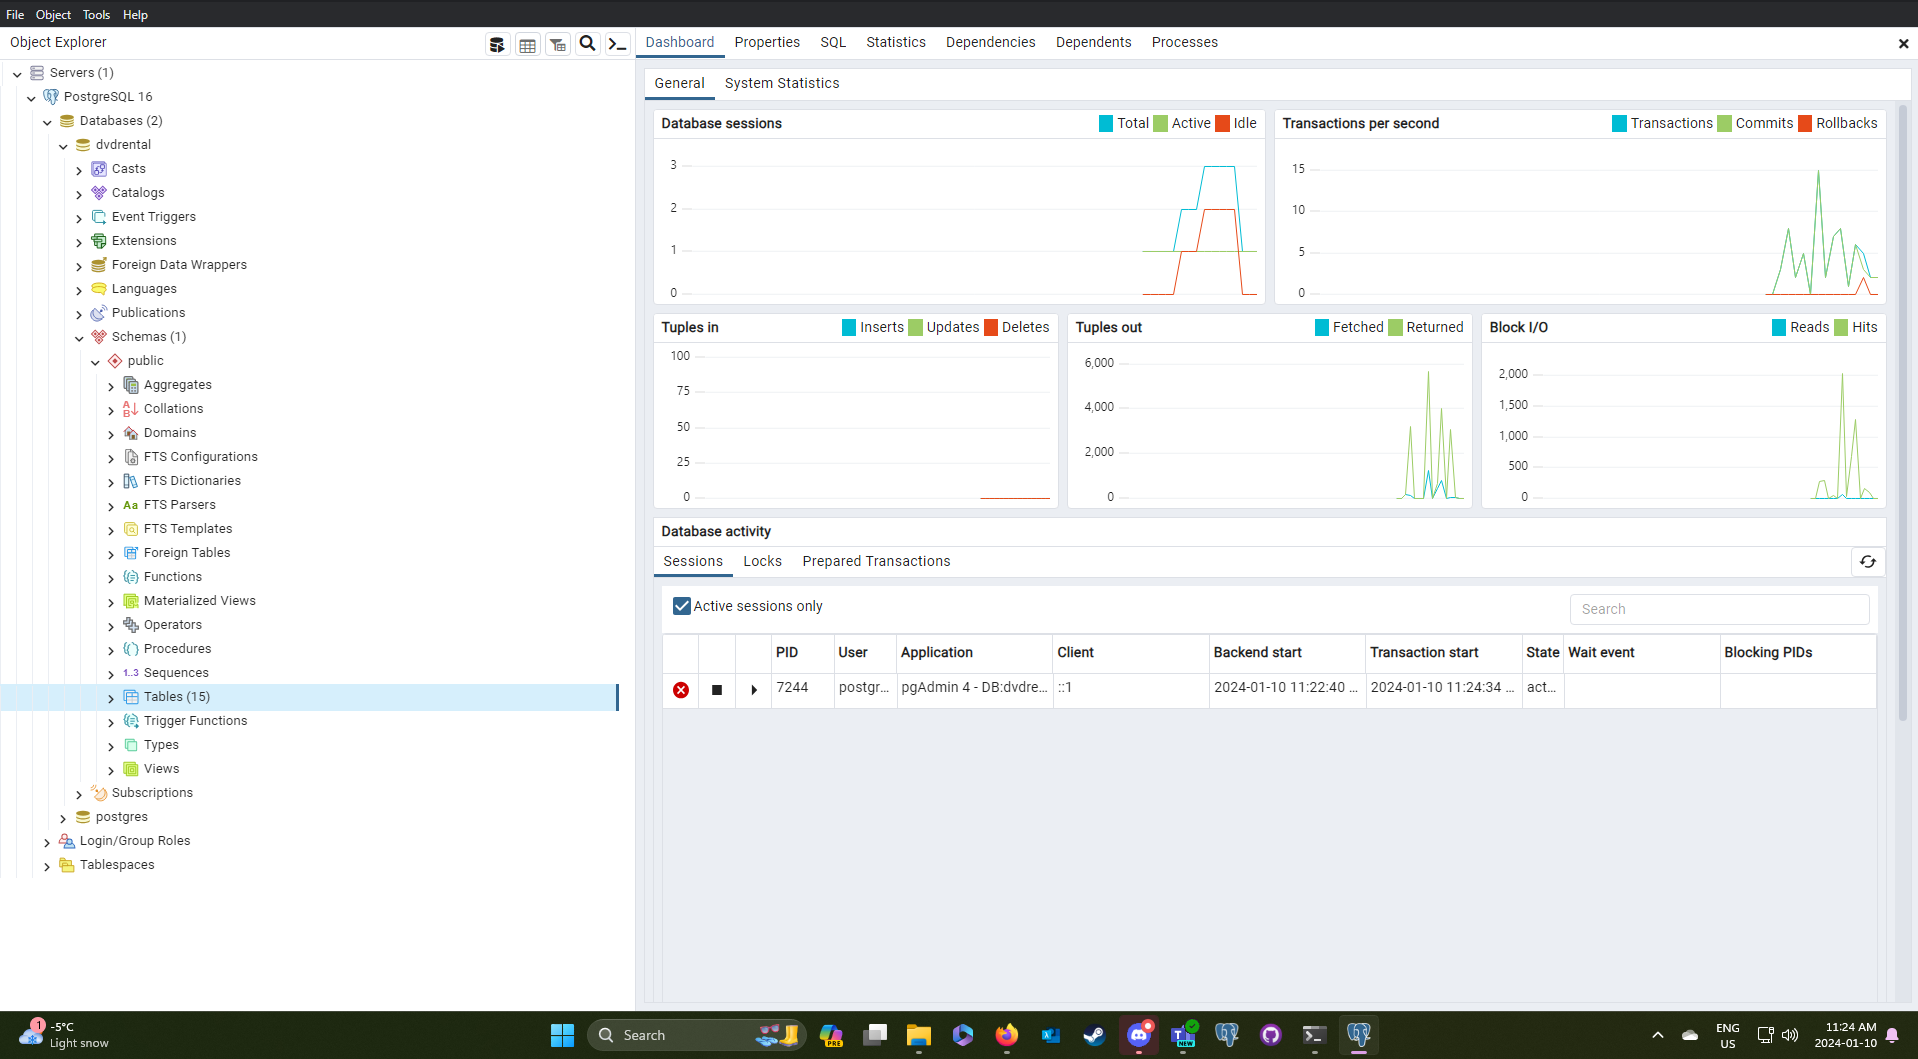 File Object Tools Help
Object Explorer
Servers (1)
PostgreSQL 16
Databases (2)
dvdrental
Casts
Catalogs
Event Triggers
Extensions
Foreign Data Wrappers
Languages
Publications
Schemas (1)
public
Aggregates
Collations
Domains
FTS Configurations
FTS Dictionaries
Aa FTS Parsers
FTS Templates
Foreign Tables
Functions
Materialized Views
Operators
Procedures
1..3 Sequences
Tables (15)
Trigger Functions
Types
Views
Subscriptions
postgres
Login/Group Roles
Tablespaces
Dashboard Properties SQL Statistics Dependencies Dependents Processes
General System Statistics
Database sessions Total Active Idle
3
2
1
0
Transactions per second Transactions Commits Rollbacks
15
10
5
0
Tuples in Inserts Updates Deletes
100
75
50
25
0
Tuples out Fetched Returned
6,000
4,000
2,000
0
Block I/O Reads Hits
2,000
1,500
1,000
500
0
Database activity
Sessions Locks Prepared Transactions
Active sessions only Search
PID User Application Client Backend start Transaction start State Wait event Blocking PIDs
7244 postgr... pgAdmin 4 - DB:dvdre... ::1 2024-01-10 11:22:40 ... 2024-01-10 11:24:34 ... act...
1 -5°C
Light snow
Search
PRE
NEW
ENG
US
11:24 AM
2024-01-10